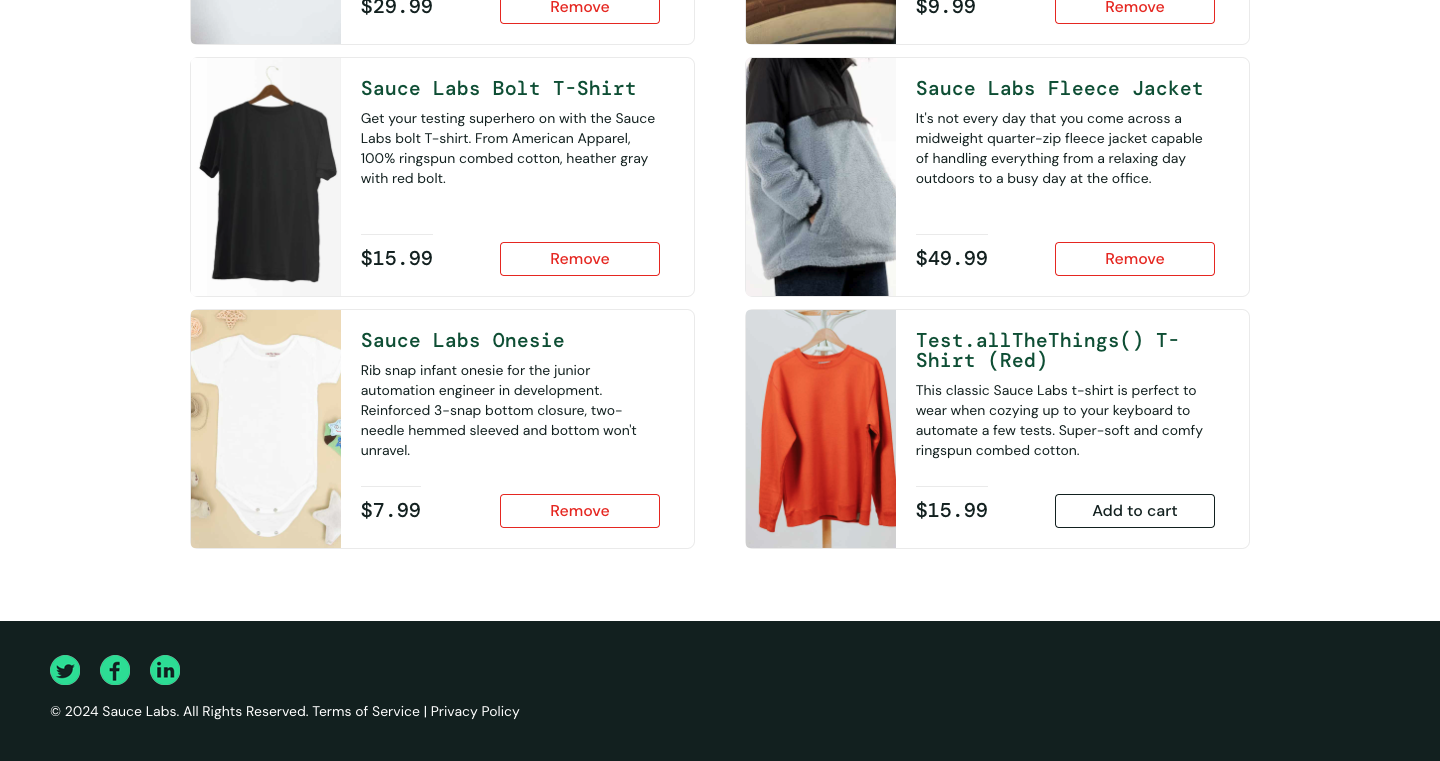 $29.99
Remove
$9.99
Remove
Sauce Labs Bolt T-Shirt
Get your testing superhero on with the Sauce
Labs bolt T-shirt. From American Apparel,
100% ringspun combed cotton, heather gray
with red bolt.
$15.99
Remove
Sauce Labs Fleece Jacket
It's not every day that you come across a
midweight quarter-zip fleece jacket capable
of handling everything from a relaxing day
outdoors to a busy day at the office.
$49.99
Remove
Sauce Labs Onesie
Rib snap infant onesie for the junior
automation engineer in development.
Reinforced 3-snap bottom closure, two-
needle hemmed sleeved and bottom won't
unravel.
$7.99
Remove
Test.allTheThings() T-
Shirt (Red)
This classic Sauce Labs t-shirt is perfect to
wear when cozying up to your keyboard to
automate a few tests. Super-soft and comfy
ringspun combed cotton.
$15.99
Add to cart
© 2024 Sauce Labs. All Rights Reserved. Terms of Service | Privacy Policy